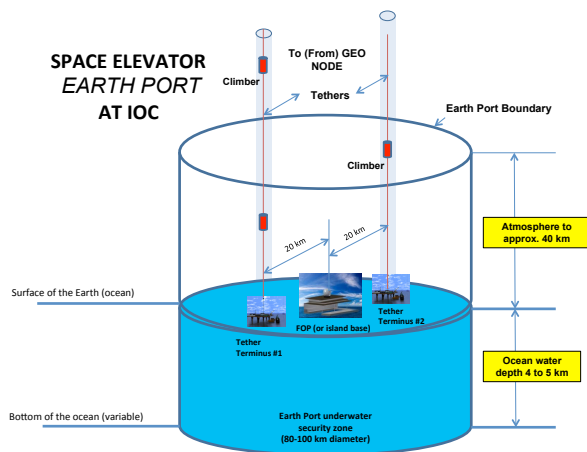 SPACE ELEVATOR
EARTH PORT
AT IOC
To (From) GEO
NODE
Climber
Tethers
Earth Port Boundary
Climber
20 km
20 km
Atmosphere to
approx. 40 km
Surface of the Earth (ocean)
FOP (or island base)
Tether
Terminus #2
Tether
Terminus #1
Ocean water
depth 4 to 5 km
Bottom of the ocean (variable)
Earth Port underwater
security zone
(80-100 km diameter)